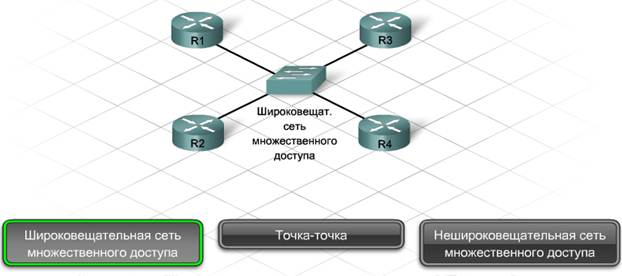 R1
R3
Широковещат.
сеть
множественного
доступа
R2
R4
Широковещательная сеть
множественного доступа
Точка-точка
Нешироковещательная сеть
множественного доступа